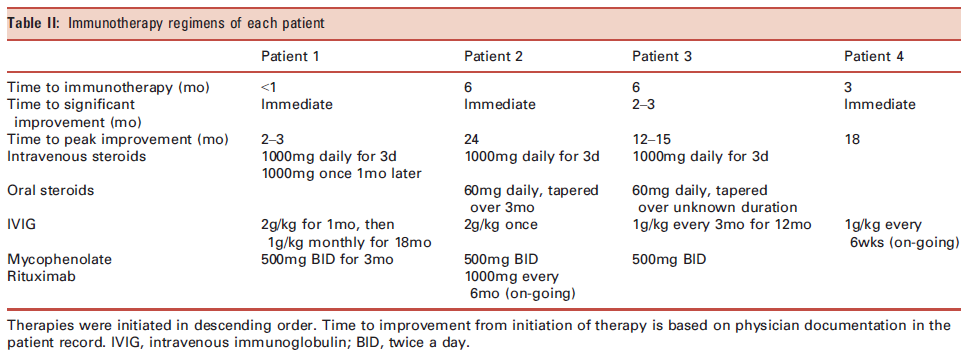 Table II: Immunotherapy regimens of each patient
Patient 1 Patient 2 Patient 3 Patient 4
Time to immunotherapy (mo) <1 6 6 3
Time to significant Immediate Immediate 2–3 Immediate
improvement (mo)
Time to peak improvement (mo) 2–3 24 12–15 18
Intravenous steroids 1000mg daily for 3d 1000mg daily for 3d 1000mg daily for 3d
1000mg once 1mo later
Oral steroids 60mg daily, tapered 60mg daily, tapered
over 3mo over unknown duration
IVIG 2g/kg for 1mo, then 2g/kg once 1g/kg every 3mo for 12mo 1g/kg every
1g/kg monthly for 18mo 6wks (on-going)
Mycophenolate 500mg BID for 3mo 500mg BID 500mg BID
Rituximab 1000mg every
6mo (on-going)
Therapies were initiated in descending order. Time to improvement from initiation of therapy is based on physician documentation in the
patient record. IVIG, intravenous immunoglobulin; BID, twice a day.